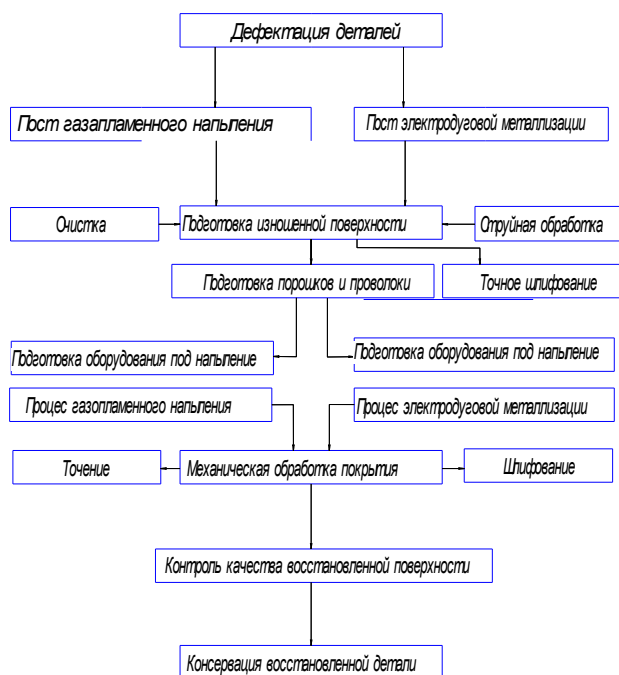 Дефектация деталей
Пост газапламенного напыления
Пост электродуговой металлизации
Очистка
Подготовка изношенной поверхности
Струйная обработка
Подготовка порошков и проволоки
Точное шлифование
Подготовка оборудования под напыление
Подготовка оборудования под напыление
Процес газопламенного напыления
Процес электродуговой металлизации
Точение
Механическая обработка покрытия
Шлифование
Контроль качества восстановленной поверхности
Консервация восстановленной детали